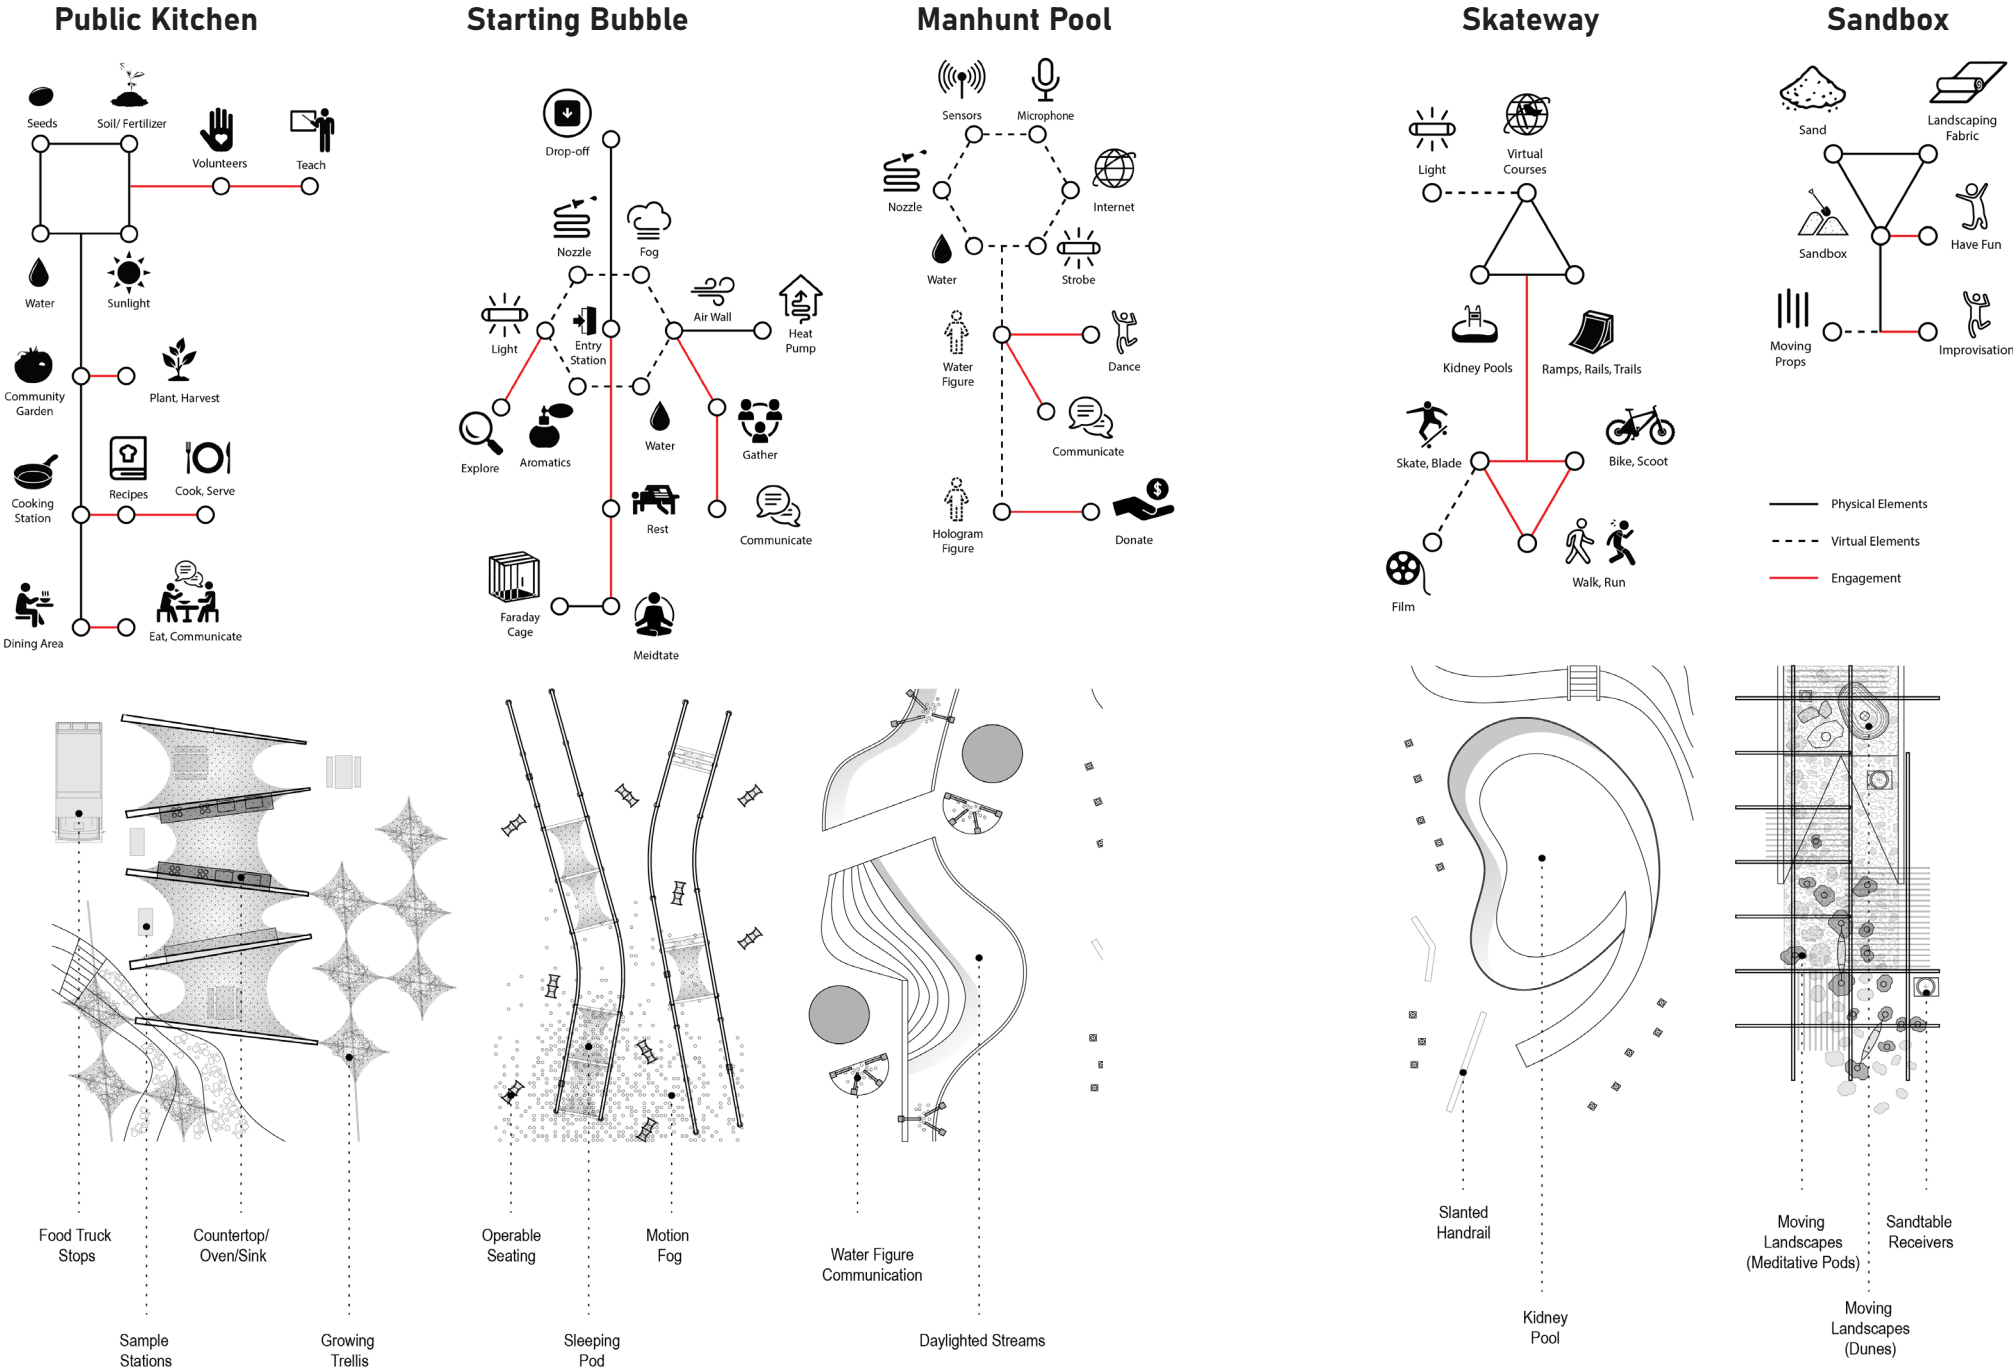 Public Kitchen
Seeds
Soil/ Fertilizer
Volunteers
Teach
Water
Sunlight
Community
Garden
Plant, Harvest
Cooking
Station
Recipes
Cook, Serve
Dining Area
Eat, Communicate
Food Truck
Stops
Countertop/
Oven/Sink
Sample
Stations
Growing
Trellis
Starting Bubble
Drop-off
Nozzle
Fog
Light
Entry
Station
Air Wall
Heat
Pump
Explore
Aromatics
Water
Gather
Rest
Communicate
Faraday
Cage
Meidtate
Operable
Seating
Motion
Fog
Sleeping
Pod
Manhunt Pool
Sensors
Microphone
Nozzle
Internet
Water
Strobe
Water
Figure
Dance
Communicate
Hologram
Figure
$
Donate
Water Figure
Communication
Daylighted Streams
Skateway
Light
Virtual
Courses
Kidney Pools
Ramps, Rails, Trails
Skate, Blade
Bike, Scoot
Film
Walk, Run
Slanted
Handrail
Kidney
Pool
Sandbox
Sand
Landscaping
Fabric
Sandbox
Have Fun
Moving
Props
Improvisation
Physical Elements
Virtual Elements
Engagement
Moving
Landscapes
(Meditative Pods)
Sandtable
Receivers
Moving
Landscapes
(Dunes)